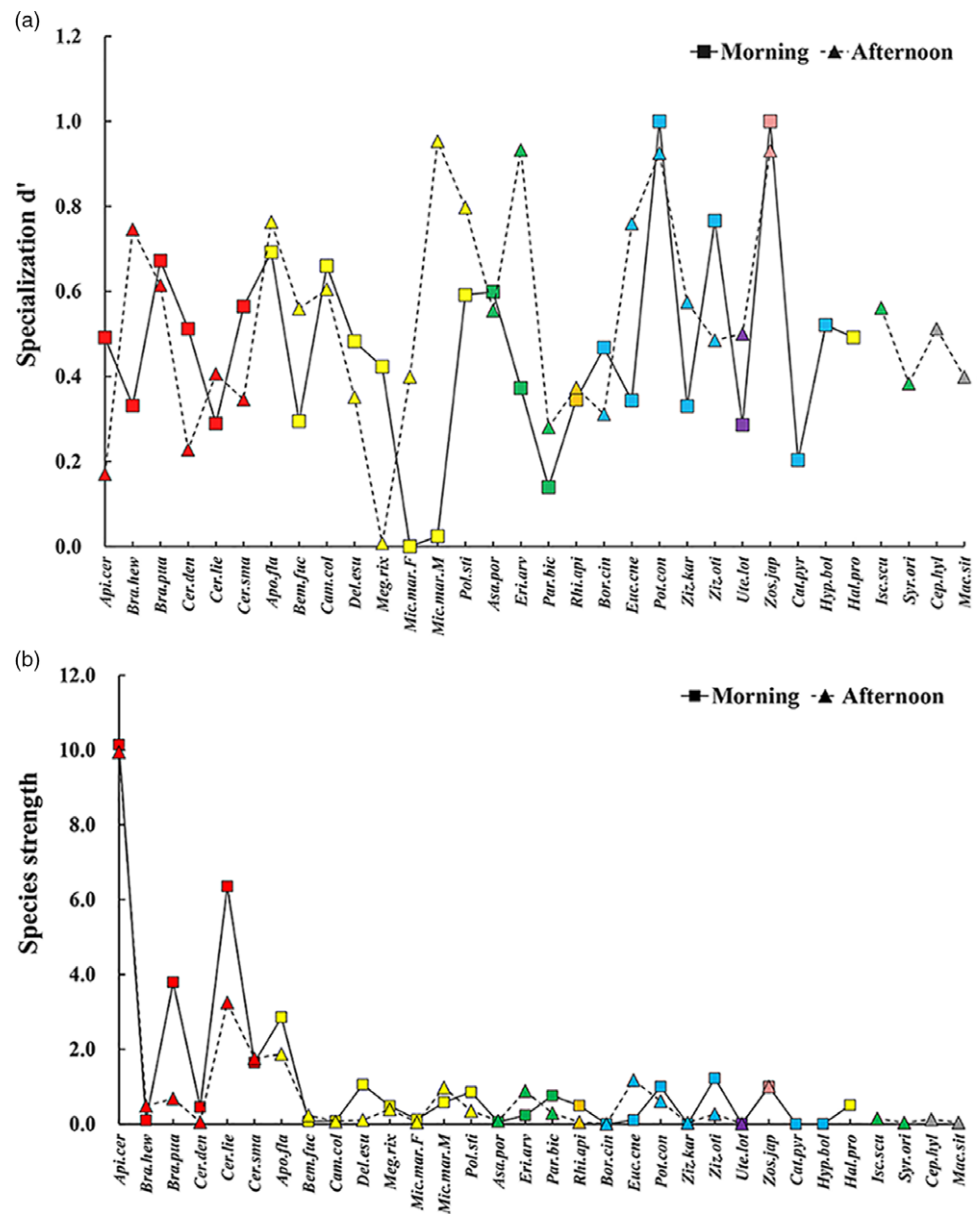 (a)
1.2
1.0
0.8
0.6
0.4
0.2
0.0
Specialization d'
Morning Afternoon
Api.cer
Bra.hew
Bra.pua
Cer.den
Cer.lie
Cer.sma
Apo.fla
Bem.fuc
Cam.col
Del.esu
Meg.rix
Mic.mar.F
Mic.mar.M
Pol.sti
Asa.por
Eri.arv
Par.bic
Rhi.api
Bor.cin
Euc.cne
Pot.con
Ziz.kar
Ziz.oti
Ute.lot
Zos.jap
Cat.pyr
Hyp.bol
Hal.pro
Isc.scu
Syr.ori
Cep.hyl
Mac.sit
(b)
12.0
10.0
8.0
6.0
4.0
2.0
0.0
Species strength
Morning Afternoon
Api.cer
Bra.hew
Bra.pua
Cer.den
Cer.lie
Cer.sma
Apo.fla
Bem.fuc
Cam.col
Del.esu
Meg.rix
Mic.mar.F
Mic.mar.M
Pol.sti
Asa.por
Eri.arv
Par.bic
Rhi.api
Bor.cin
Euc.cne
Pot.con
Ziz.kar
Ziz.oti
Ute.lot
Zos.jap
Cat.pyr
Hyp.bol
Hal.pro
Isc.scu
Syr.ori
Cep.hyl
Mac.sit